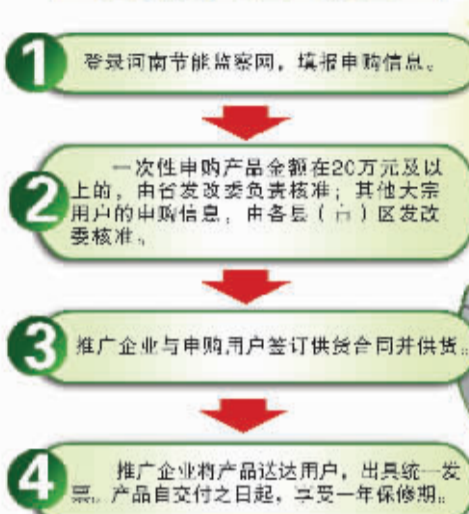 1 登录河南节能监察网，填报申购信息。
2 一次性申购产品金额在20万元及以
上的，由省发改委负责核准；其他大宗
用户的申购信息，由各县（市）区发改
委核准。
3 推广企业与申购用户签订供货合同并供货。
4 推广企业将产品送达用户，出具统一发
票。产品自交付之日起，享受一年保修期。